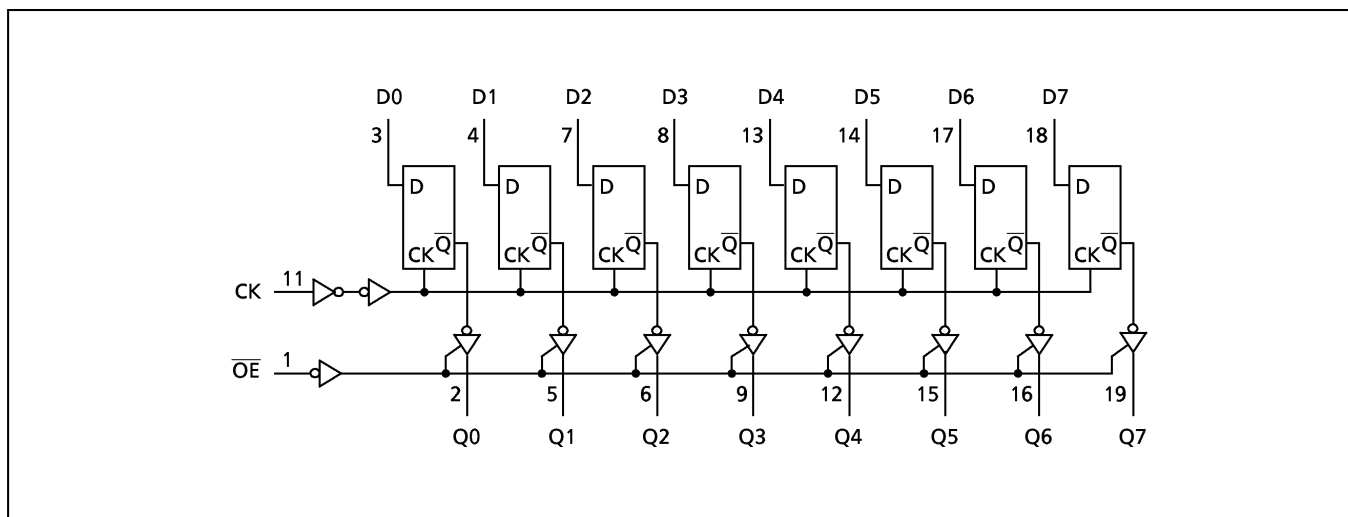 D0 D1 D2 D3 D4 D5 D6 D7
3 4 7 8 13 14 17 18
D D D D D D D D
Q̅ Q̅ Q̅ Q̅ Q̅ Q̅ Q̅ Q̅
CK CK CK CK CK CK CK CK
CK 11
O̅E̅ 1
2 5 6 9 12 15 16 19
Q0 Q1 Q2 Q3 Q4 Q5 Q6 Q7